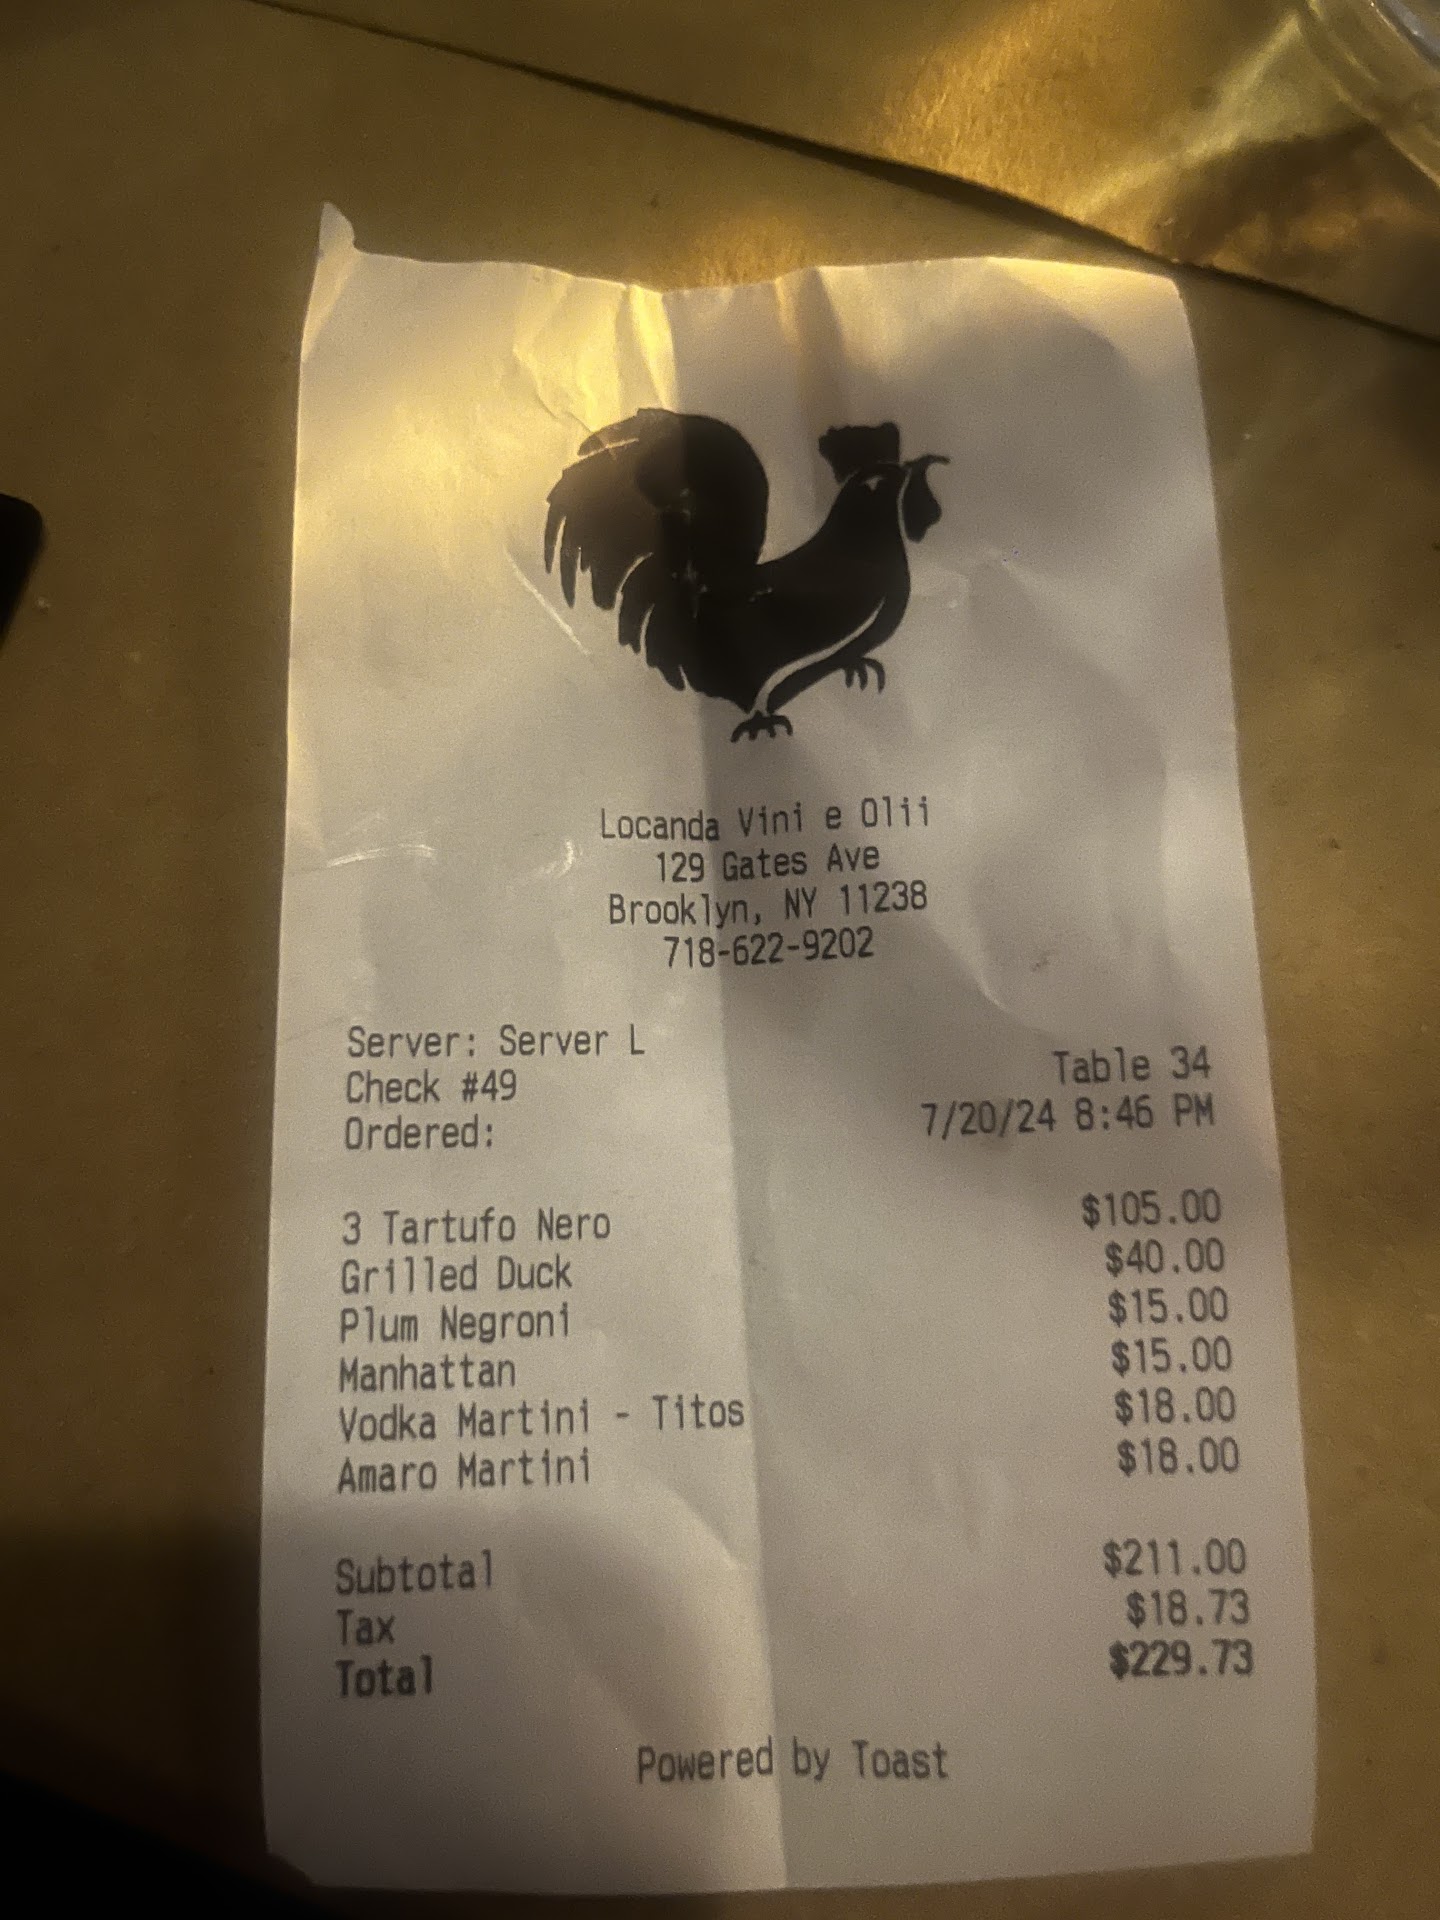 Locanda Vini e Olii
129 Gates Ave
Brooklyn, NY 11238
718-622-9202
Server: Server L
Check #49 Table 34
Ordered: 7/20/24 8:46 PM
3 Tartufo Nero $105.00
Grilled Duck $40.00
Plum Negroni $15.00
Manhattan $15.00
Vodka Martini - Titos $18.00
Amaro Martini $18.00
Subtotal $211.00
Tax $18.73
Total $229.73
Powered by Toast